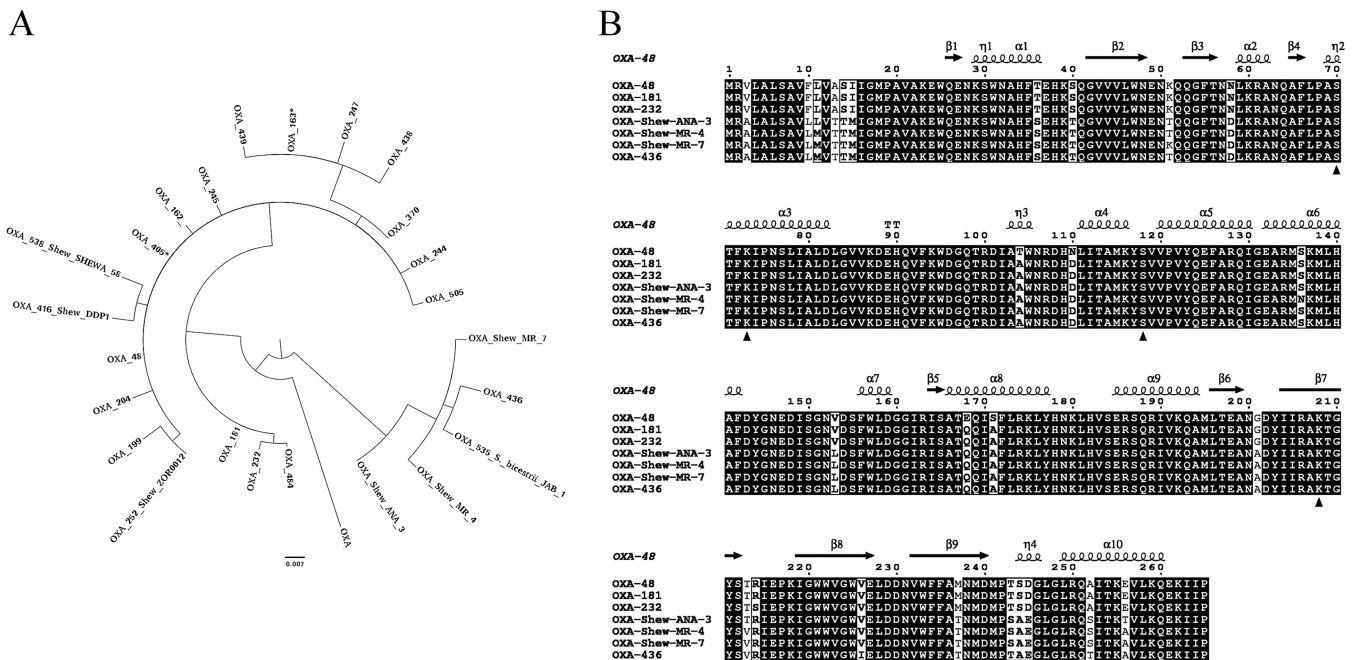 A
OXA_439
OXA_163*
OXA_247
OXA_438
OXA_370
OXA_244
OXA_505
OXA_245
OXA_162
OXA_405*
OXA_538_Shew_SHEWA_58
OXA_416_Shew_DDP1
OXA_48
OXA_204
OXA_199
OXA_252_Shew_ZOR0012
OXA_181
OXA_232
OXA_484
OXA
OXA_Shew_ANA_3
OXA_Shew_MR_4
OXA_535_S._bicestrii_JAB_1
OXA_436
OXA_Shew_MR_7
0.007
B
OXA-48 β1 η1 α1 β2 β3 α2 β4 η2
1 10 20 30 40 50 60 70
OXA-48 MRVLALSAVFLVASIIGMPAVAKEWQENKSWNAHFTEHKSQGVVVLWNENKQQGFTNNLKRANQAFLPAS
OXA-181 MRVLALSAVFLVASIIGMPAVAKEWQENKSWNAHFTEHKSQGVVVLWNENKQQGFTNNLKRANQAFLPAS
OXA-232 MRVLALSAVFLVASIIGMPAVAKEWQENKSWNAHFTEHKSQGVVVLWNENKQQGFTNNLKRANQAFLPAS
OXA-Shew-ANA-3 MRALALSAVLLVTTMIGMPAVAKEWQENKSWNAHFSEHKTQGVVVLWNENTQQGFTNDLKRANQAFLPAS
OXA-Shew-MR-4 MRALALSAVLMVTTMIGMPAVAKEWQENKSWNAHFSEHKTQGVVVLWNENTQQGFTNDLKRANQAFLPAS
OXA-Shew-MR-7 MRALALSAVLMVTTMIGMPAVAKEWQENKSWNAHFSEHKTQGVVVLWNENTQQGFTNDLKRANQAFLPAS
OXA-436 MRALALSAVLMVTTMIGMPAVAKEWQENKSWNAHFSEHKTQGVVVLWNENTQQGFTNDLKRANQAFLPAS
OXA-48 α3 TT η3 α4 α5 α6
80 90 100 110 120 130 140
OXA-48 TFKIPNSLIALDLGVVKDEHQVFKWDGQTRDIATWNRDHNLITAMKYSVVPVYQEFARQIGEARMSKMLH
OXA-181 TFKIPNSLIALDLGVVKDEHQVFKWDGQTRDIAAWNRDHDLITAMKYSVVPVYQEFARQIGEARMSKMLH
OXA-232 TFKIPNSLIALDLGVVKDEHQVFKWDGQTRDIAAWNRDHDLITAMKYSVVPVYQEFARQIGEARMSKMLH
OXA-Shew-ANA-3 TFKIPNSLIALDLGVVKDEHQVFKWDGQTRDIAAWNRDHDLITAMKYSVVPVYQEFARQIGEARMSKMLH
OXA-Shew-MR-4 TFKIPNSLIALDLGVVKDEHQVFKWDGQTRDIAAWNRDHDLITAMKYSVVPVYQEFARQIGEARMNKMLH
OXA-Shew-MR-7 TFKIPNSLIALDLGVVKDEHQVFKWDGQTRDIAAWNRDHDLITAMKYSVVPVYQEFARQIGEARMSKMLH
OXA-436 TFKIPNSLIALDLGVVKDEHQVFKWDGQTRDIAAWNRDHDLITAMKYSVVPVYQEFARQIGEARMSKMLH
OXA-48 α7 β5 α8 α9 β6 β7
150 160 170 180 190 200 210
OXA-48 AFDYGNEDISGNVDSFWLDGGIRISATEQISFLRKLYHNKLHVSERSQRIVKQAMLTEANGDYIIRAKTG
OXA-181 AFDYGNEDISGNVDSFWLDGGIRISATQQIAFLRKLYHNKLHVSERSQRIVKQAMLTEANGDYIIRAKTG
OXA-232 AFDYGNEDISGNVDSFWLDGGIRISATQQIAFLRKLYHNKLHVSERSQRIVKQAMLTEANGDYIIRAKTG
OXA-Shew-ANA-3 AFDYGNEDISGNLDSFWLDGGIRISATQQIAFLRKLYHNKLHVSERSQRIVKQAMLTEANADYIIRAKTG
OXA-Shew-MR-4 AFDYGNEDISGNLDSFWLDGGIRISATQQIAFLRKLYHNKLHVSERSQRIVKQAMLTEANADYIIRAKTG
OXA-Shew-MR-7 AFDYGNEDISGNLDSFWLDGGIRISATQQIAFLRKLYHNKLHVSERSQRIVKQAMLTEANADYIIRAKTG
OXA-436 AFDYGNEDISGNLDSFWLDGGIRISATQQIAFLRKLYHNKLHVSERSQRIVKQAMLTEANADYIIRAKTG
OXA-48 β8 β9 η4 α10
220 230 240 250 260
OXA-48 YSTRIEPKIGWWVGWVELDDNVWFFAMNMDMPTSDGLGLRQAITKEVLKQEKIIP
OXA-181 YSTRIEPKIGWWVGWVELDDNVWFFAMNMDMPTSDGLGLRQAITKEVLKQEKIIP
OXA-232 YSTSIEPKIGWWVGWVELDDNVWFFAMNMDMPTSDGLGLRQAITKEVLKQEKIIP
OXA-Shew-ANA-3 YSTRIEPKIGWWVGWVELDDNVWFFATNMDMPSAEGLGLRQSITKTVLKQEKIIP
OXA-Shew-MR-4 YSVRIEPKIGWWVGWVELDDNVWFFATNMDMPSAEGLGLRQSITKAVLKQEKIIP
OXA-Shew-MR-7 YSVRIEPKIGWWVGWVELDDNVWFFATNMDMPSAEGLGLRQSITKAVLKQEKIIP
OXA-436 YSVRIEPKIGWWVGWIELDDNVWFFATNMDMPTAEGLGLRQTITKAVLKQEKIIP